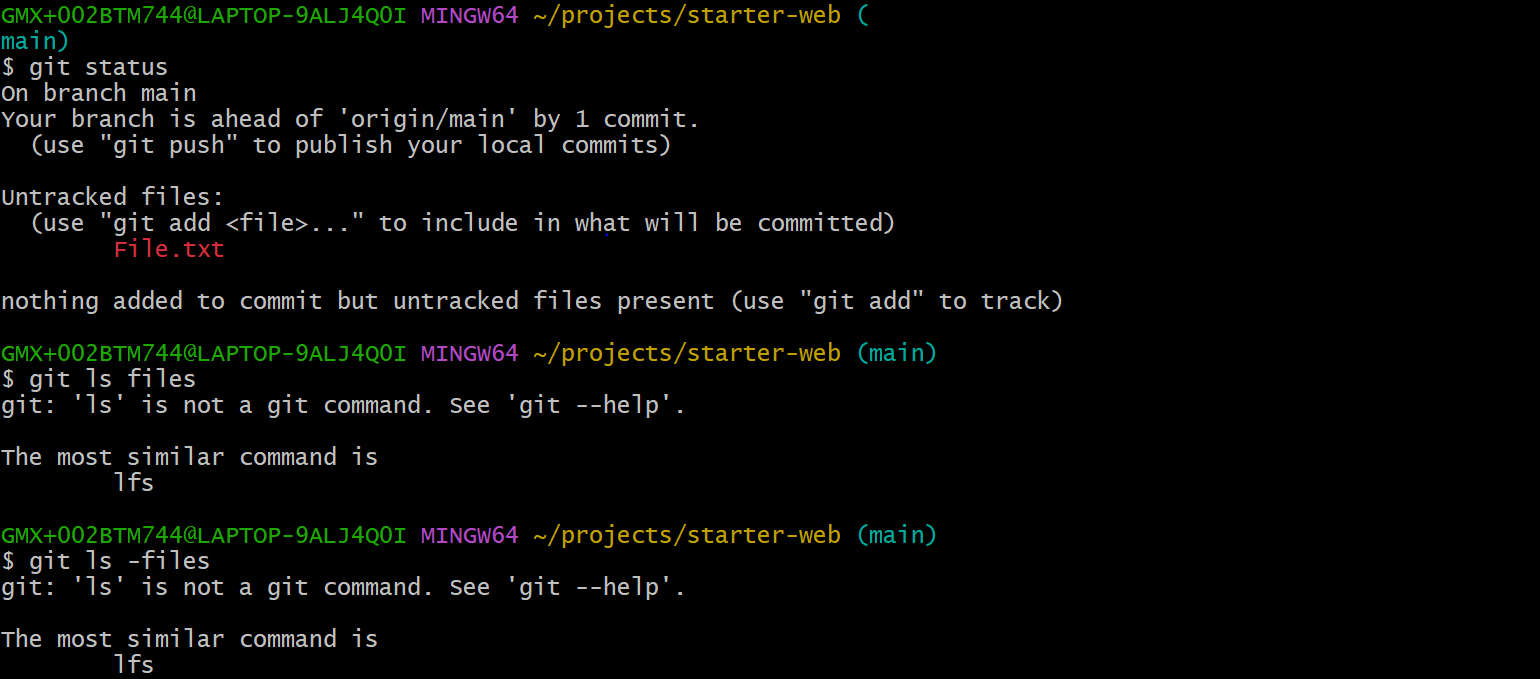 GMX+002BTM744@LAPTOP-9ALJ4Q0I MINGW64 ~/projects/starter-web (
main)
$ git status
On branch main
Your branch is ahead of 'origin/main' by 1 commit.
  (use "git push" to publish your local commits)

Untracked files:
  (use "git add <file>..." to include in what will be committed)
        File.txt

nothing added to commit but untracked files present (use "git add" to track)

GMX+002BTM744@LAPTOP-9ALJ4Q0I MINGW64 ~/projects/starter-web (main)
$ git ls files
git: 'ls' is not a git command. See 'git --help'.

The most similar command is
        lfs

GMX+002BTM744@LAPTOP-9ALJ4Q0I MINGW64 ~/projects/starter-web (main)
$ git ls -files
git: 'ls' is not a git command. See 'git --help'.

The most similar command is
        lfs